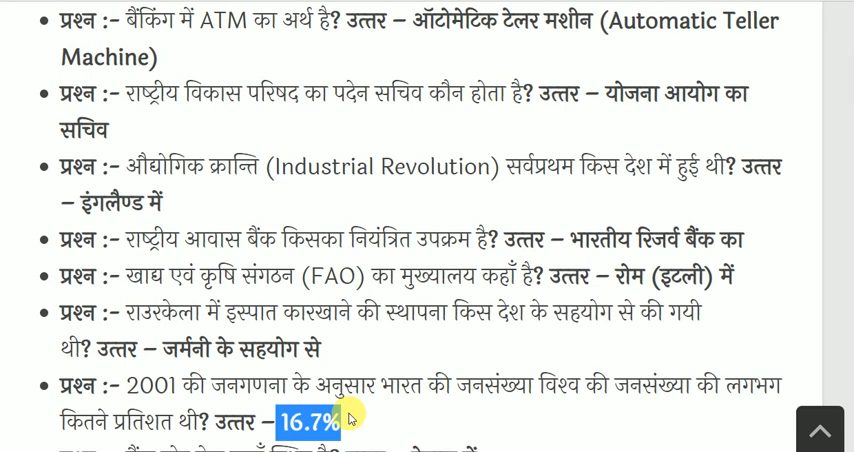 प्रश्न :- बैंकिंग में ATM का अर्थ है? उत्तर – ऑटोमेटिक टेलर मशीन (Automatic Teller
Machine)
प्रश्न :- राष्ट्रीय विकास परिषद का पदेन सचिव कौन होता है? उत्तर – योजना आयोग का
सचिव
प्रश्न :- औद्योगिक क्रान्ति (Industrial Revolution) सर्वप्रथम किस देश में हुई थी? उत्तर
– इंगलैण्ड में
प्रश्न :- राष्ट्रीय आवास बैंक किसका नियंत्रित उपक्रम है? उत्तर – भारतीय रिजर्व बैंक का
प्रश्न :- खाद्य एवं कृषि संगठन (FAO) का मुख्यालय कहाँ है? उत्तर – रोम (इटली) में
प्रश्न :- राउरकेला में इस्पात कारखाने की स्थापना किस देश के सहयोग से की गयी
थी? उत्तर – जर्मनी के सहयोग से
प्रश्न :- 2001 की जनगणना के अनुसार भारत की जनसंख्या विश्व की जनसंख्या की लगभग
कितने प्रतिशत थी? उत्तर – 16.7%